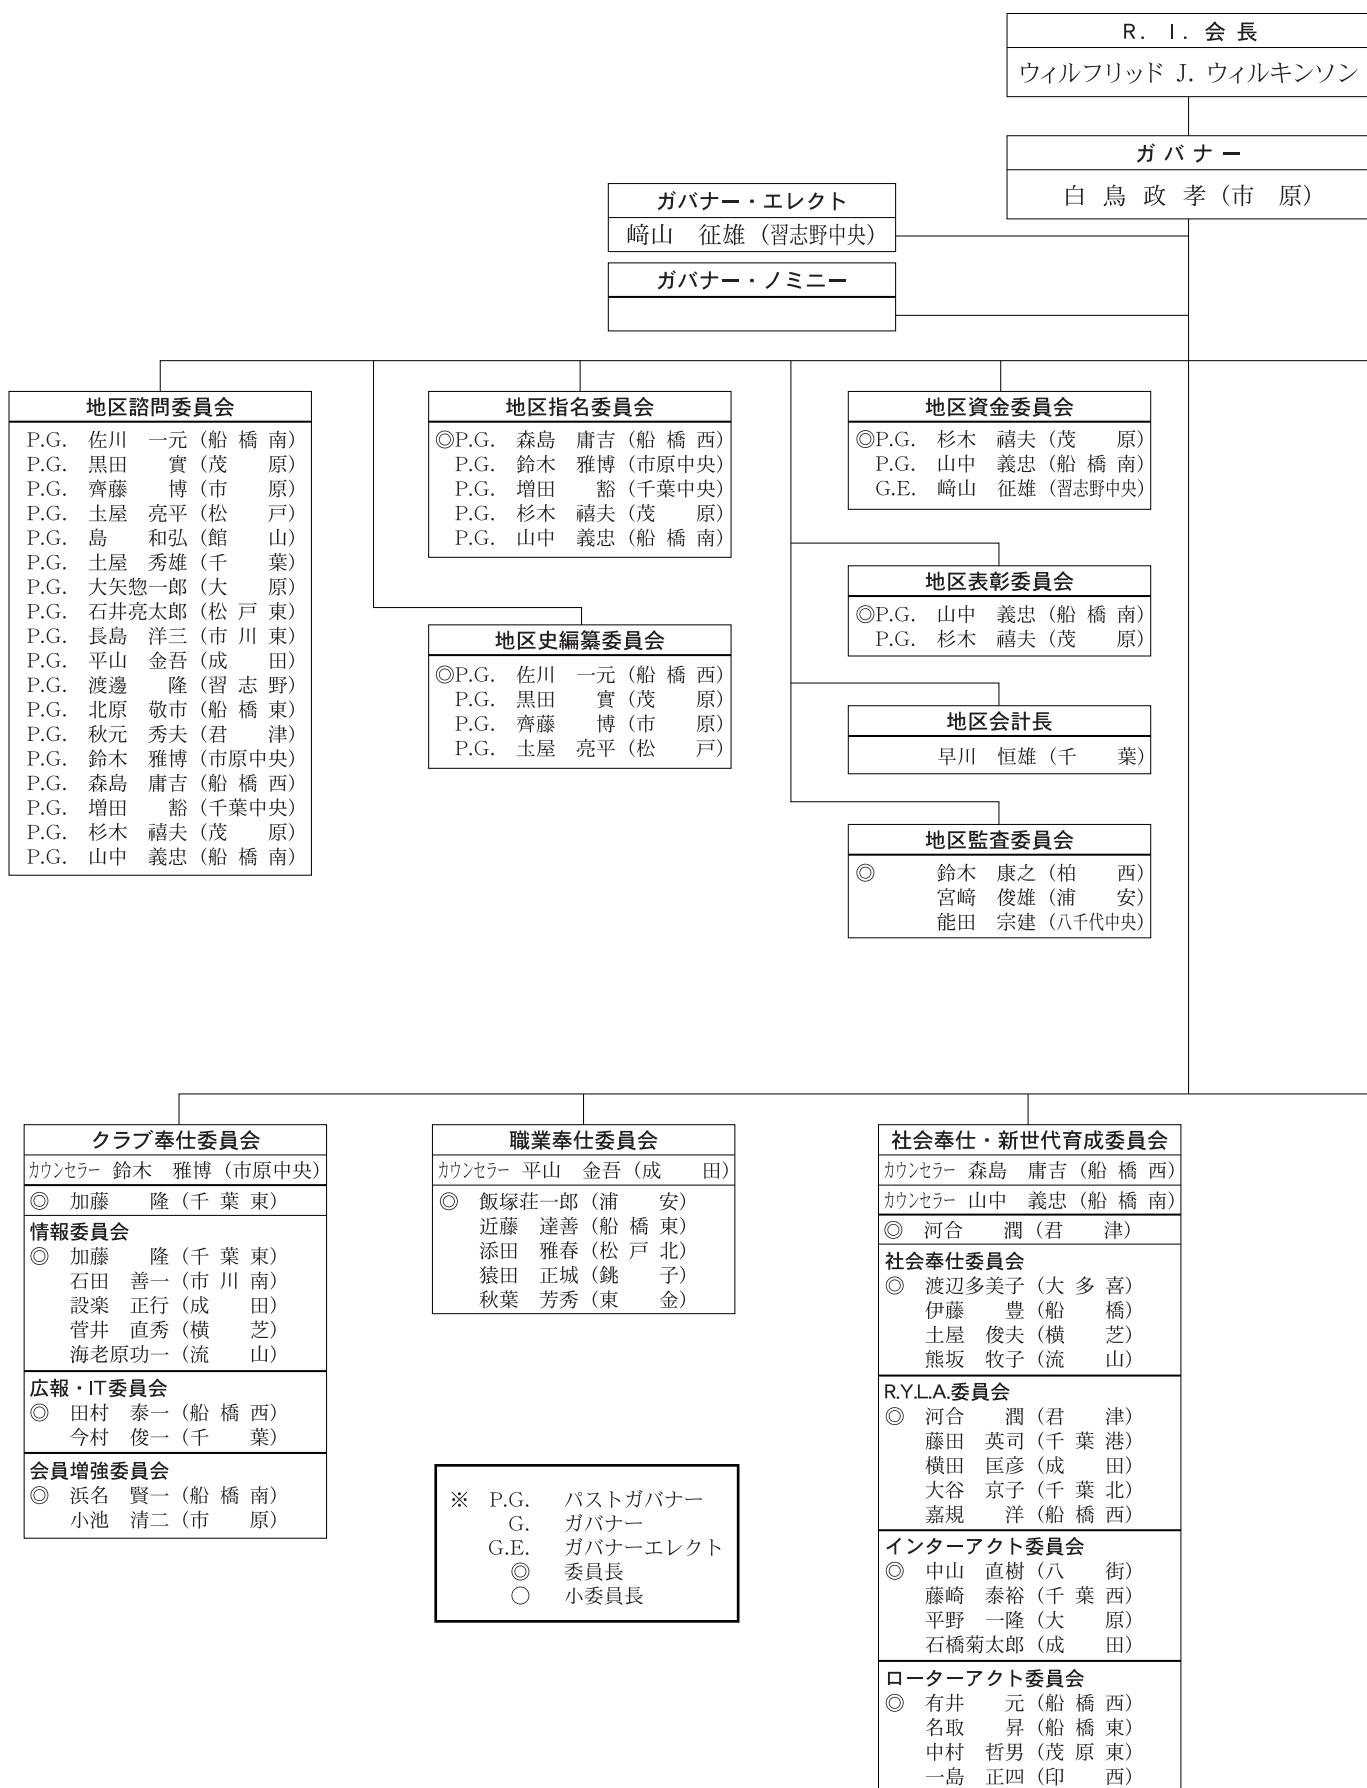 R．I．会 長
ウィルフリッド J. ウィルキンソン
ガ バ ナ ー
白 鳥 政 孝（市　原）
ガバナー・エレクト
﨑山　征雄（習志野中央）
ガバナー・ノミニー
地区諮問委員会
P.G.　佐川　一元（船 橋 南）
P.G.　黒田　　實（茂　　原）
P.G.　齊藤　　博（市　　原）
P.G.　圡屋　亮平（松　　戸）
P.G.　島　　和弘（館　　山）
P.G.　土屋　秀雄（千　　葉）
P.G.　大矢惣一郎（大　　原）
P.G.　石井亮太郎（松 戸 東）
P.G.　長島　洋三（市 川 東）
P.G.　平山　金吾（成　　田）
P.G.　渡邊　　隆（習 志 野）
P.G.　北原　敬市（船 橋 東）
P.G.　秋元　秀夫（君　　津）
P.G.　鈴木　雅博（市原中央）
P.G.　森島　庸吉（船 橋 西）
P.G.　増田　　豁（千葉中央）
P.G.　杉木　禧夫（茂　　原）
P.G.　山中　義忠（船 橋 南）
地区指名委員会
◎P.G.　森島　庸吉（船 橋 西）
P.G.　鈴木　雅博（市原中央）
P.G.　増田　　豁（千葉中央）
P.G.　杉木　禧夫（茂　　原）
P.G.　山中　義忠（船 橋 南）
地区史編纂委員会
◎P.G.　佐川　一元（船 橋 西）
P.G.　黒田　　實（茂　　原）
P.G.　齊藤　　博（市　　原）
P.G.　圡屋　亮平（松　　戸）
地区資金委員会
◎P.G.　杉木　禧夫（茂　　原）
P.G.　山中　義忠（船 橋 南）
G.E.　﨑山　征雄（習志野中央）
地区表彰委員会
◎P.G.　山中　義忠（船 橋 南）
P.G.　杉木　禧夫（茂　　原）
地区会計長
早川　恒雄（千　　葉）
地区監査委員会
◎　鈴木　康之（柏　　西）
宮﨑　俊雄（浦　　安）
能田　宗建（八千代中央）
クラブ奉仕委員会
カウンセラー 鈴木　雅博（市原中央）
◎　加藤　　隆（千 葉 東）
情報委員会
◎　加藤　　隆（千 葉 東）
石田　善一（市 川 南）
設楽　正行（成　　田）
菅井　直秀（横　　芝）
海老原功一（流　　山）
広報・IT委員会
◎　田村　泰一（船 橋 西）
今村　俊一（千　　葉）
会員増強委員会
◎　浜名　賢一（船 橋 南）
小池　清二（市　　原）
職業奉仕委員会
カウンセラー 平山　金吾（成　　田）
◎　飯塚荘一郎（浦　　安）
近藤　達善（船 橋 東）
添田　雅春（松 戸 北）
猿田　正城（銚　　子）
秋葉　芳秀（東　　金）
※　P.G.　パストガバナー
G.　ガバナー
G.E.　ガバナーエレクト
◎　委員長
○　小委員長
社会奉仕・新世代育成委員会
カウンセラー 森島　庸吉（船 橋 西）
カウンセラー 山中　義忠（船 橋 南）
◎　河合　　潤（君　　津）
社会奉仕委員会
◎　渡辺多美子（大 多 喜）
伊藤　　豊（船　　橋）
土屋　俊夫（横　　芝）
熊坂　牧子（流　　山）
R.Y.L.A.委員会
◎　河合　　潤（君　　津）
藤田　英司（千 葉 港）
横田　匡彦（成　　田）
大谷　京子（千 葉 北）
嘉規　　洋（船 橋 西）
インターアクト委員会
◎　中山　直樹（八　　街）
藤崎　泰裕（千 葉 西）
平野　一隆（大　　原）
石橋菊太郎（成　　田）
ローターアクト委員会
◎　有井　　元（船 橋 西）
名取　　昇（船 橋 東）
中村　哲男（茂 原 東）
一島　正四（印　　西）